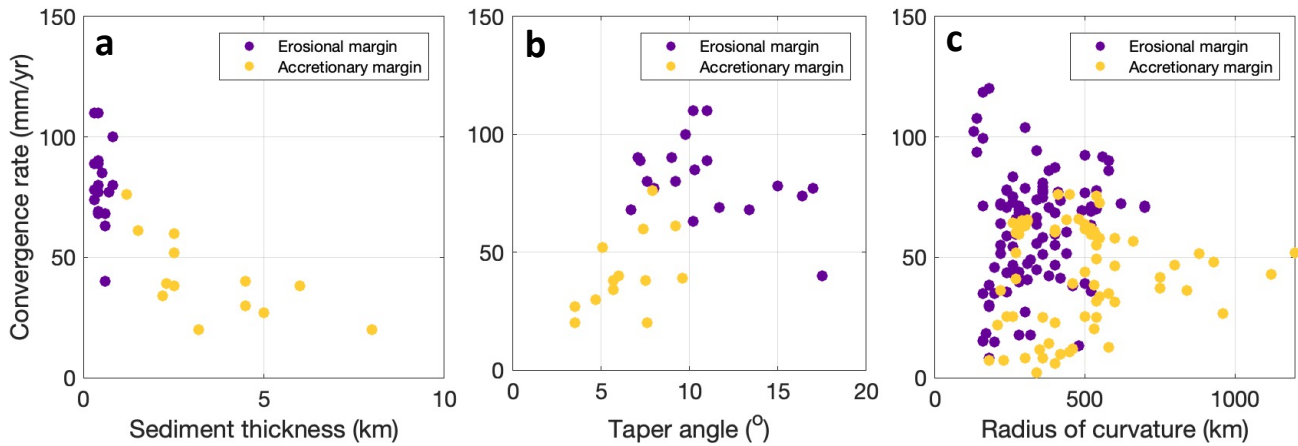 a
Erosional margin
Accretionary margin
Convergence rate (mm/yr)
150
100
50
0
0
5
10
Sediment thickness (km)
b
Erosional margin
Accretionary margin
150
100
50
0
0
5
10
15
20
Taper angle (o)
c
Erosional margin
Accretionary margin
150
100
50
0
0
500
1000
Radius of curvature (km)